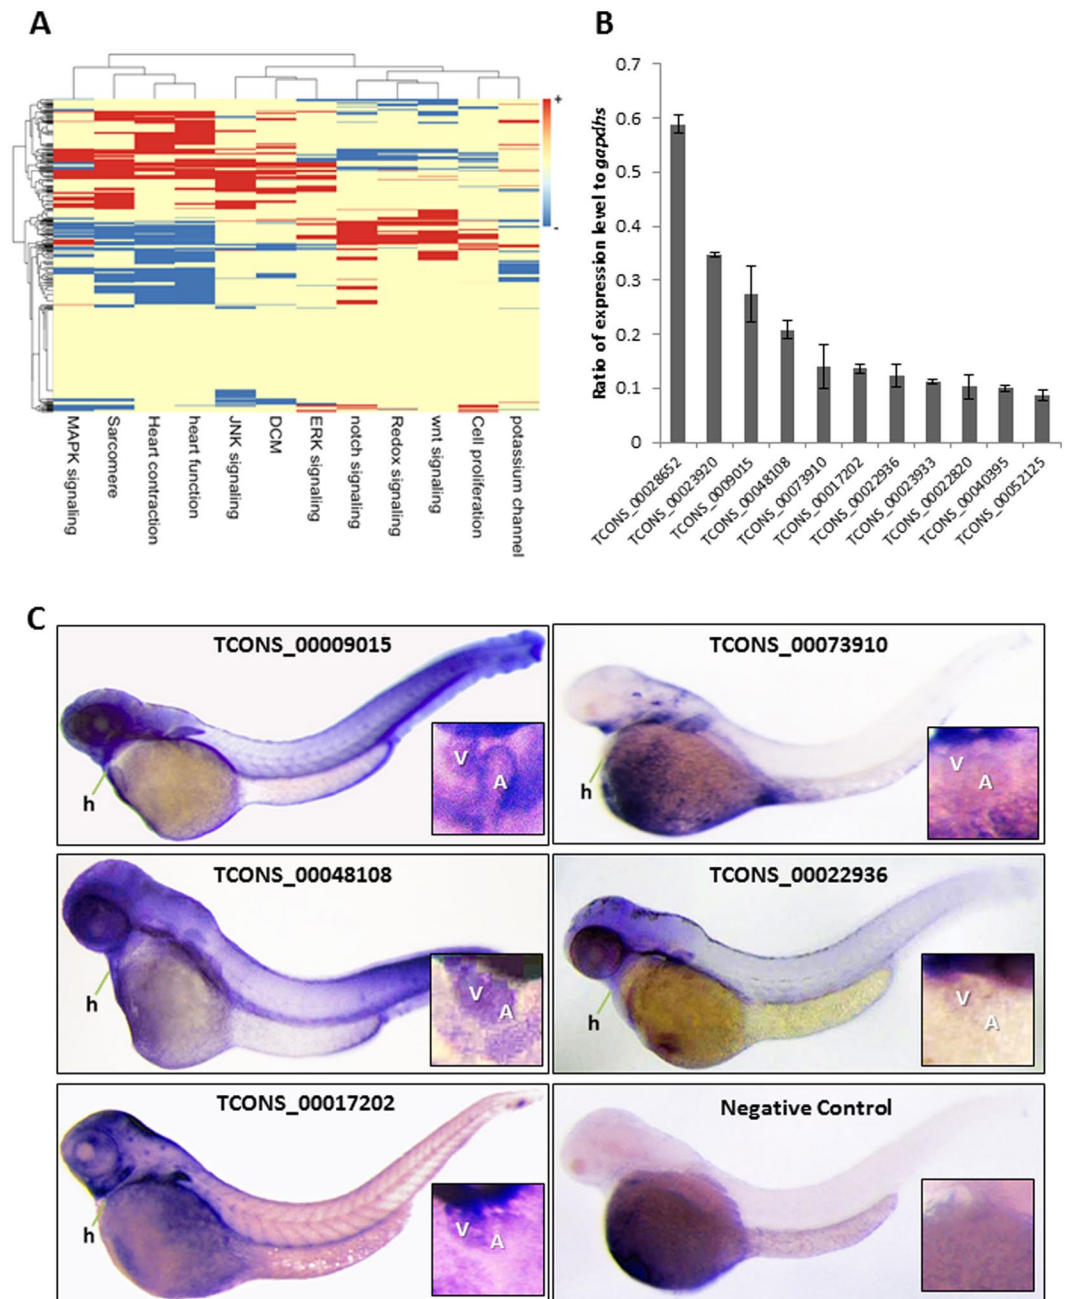 A
+
-
MAPK signaling
Sarcomere
Heart contraction
heart function
JNK signaling
DCM
ERK signaling
notch signaling
Redox signaling
wnt signaling
Cell proliferation
potassium channel
B
Ratio of expression level to gapdhs
0.7
0.6
0.5
0.4
0.3
0.2
0.1
0
TCONS_00028652
TCONS_00023920
TCONS_0009015
TCONS_00048108
TCONS_00073910
TCONS_00017202
TCONS_00022936
TCONS_00023933
TCONS_00022820
TCONS_00040395
TCONS_00052125
C
TCONS_00009015
h
V
A
TCONS_00073910
h
V
A
TCONS_00048108
h
V
A
TCONS_00022936
h
V
A
TCONS_00017202
h
V
A
Negative Control